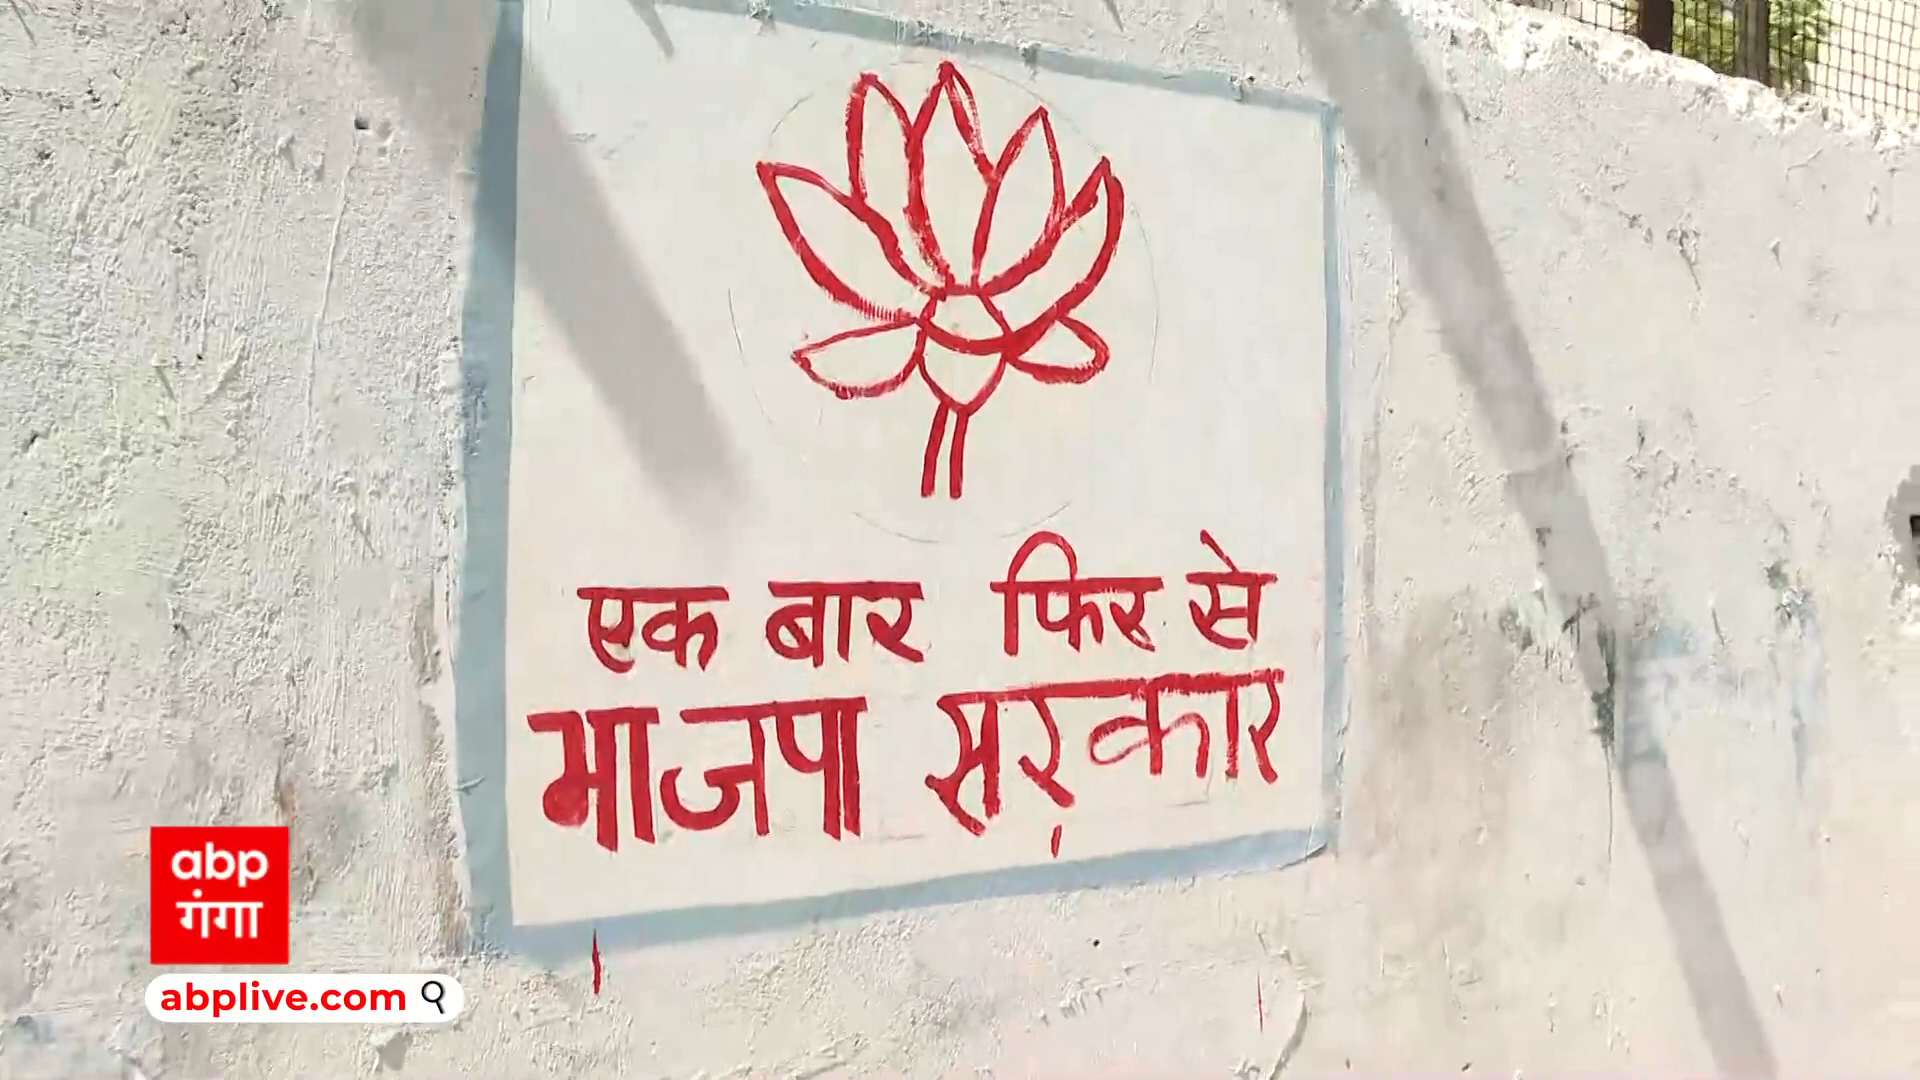 एक बार फिर से
भाजपा सरकार
abp
गंगा
abplive.com